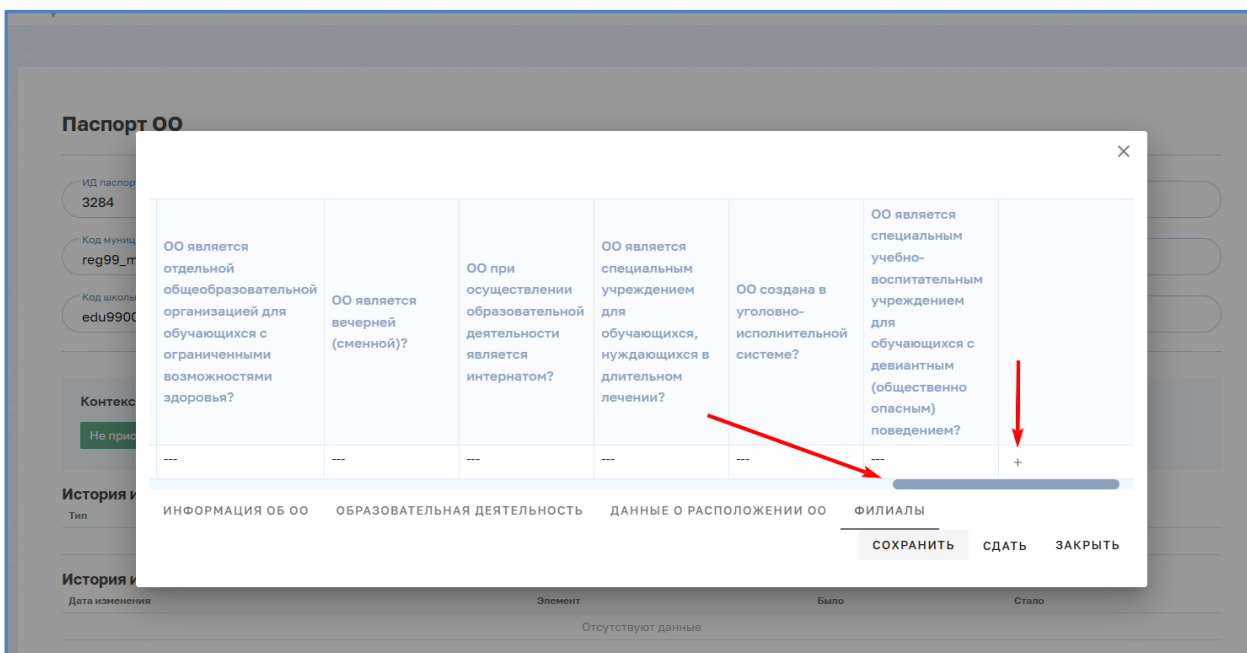 Паспорт ОО
ИД паспор
3284
Код муниц
reg99_m
Код школы
edu9900
Контекс
Не прис
ОО является
отдельной
общеобразовательной
организацией для
обучающихся с
ограниченными
возможностями
здоровья?
ОО является
вечерней
(сменной)?
ОО при
осуществлении
образовательной
деятельности
является
интернатом?
ОО является
специальным
учреждением
для
обучающихся,
нуждающихся в
длительном
лечении?
ОО создана в
уголовно-
исполнительной
системе?
ОО является
специальным
учебно-
воспитательным
учреждением
для
обучающихся с
девиантным
(общественно
опасным)
поведением?
--- --- --- --- --- --- +
ИНФОРМАЦИЯ ОБ ОО ОБРАЗОВАТЕЛЬНАЯ ДЕЯТЕЛЬНОСТЬ ДАННЫЕ О РАСПОЛОЖЕНИИ ОО ФИЛИАЛЫ
СОХРАНИТЬ СДАТЬ ЗАКРЫТЬ
История и
Тип
История и
Дата изменения Элемент Было Стало
Отсутствуют данные